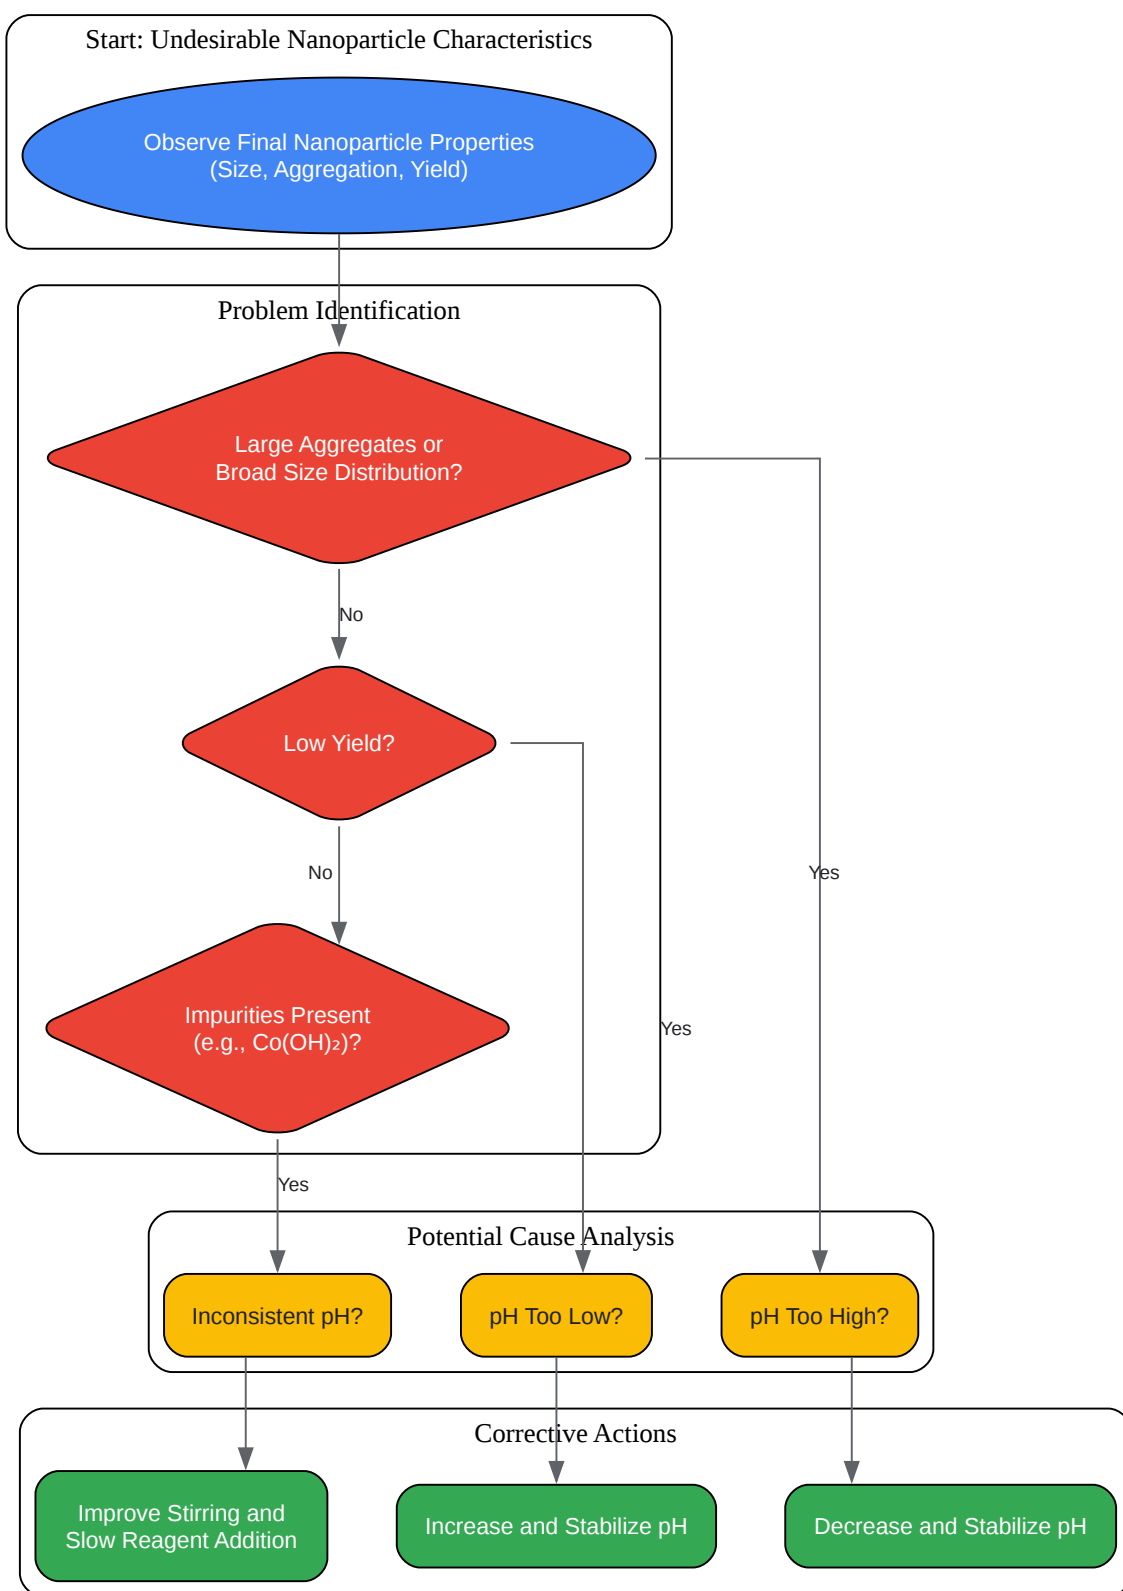 Start: Undesirable Nanoparticle Characteristics
Observe Final Nanoparticle Properties
(Size, Aggregation, Yield)
Problem Identification
Large Aggregates or
Broad Size Distribution?
No
Low Yield?
No
Yes
Impurities Present
(e.g., Co(OH)₂)?
Yes
Yes
Potential Cause Analysis
Inconsistent pH?
pH Too Low?
pH Too High?
Corrective Actions
Improve Stirring and
Slow Reagent Addition
Increase and Stabilize pH
Decrease and Stabilize pH